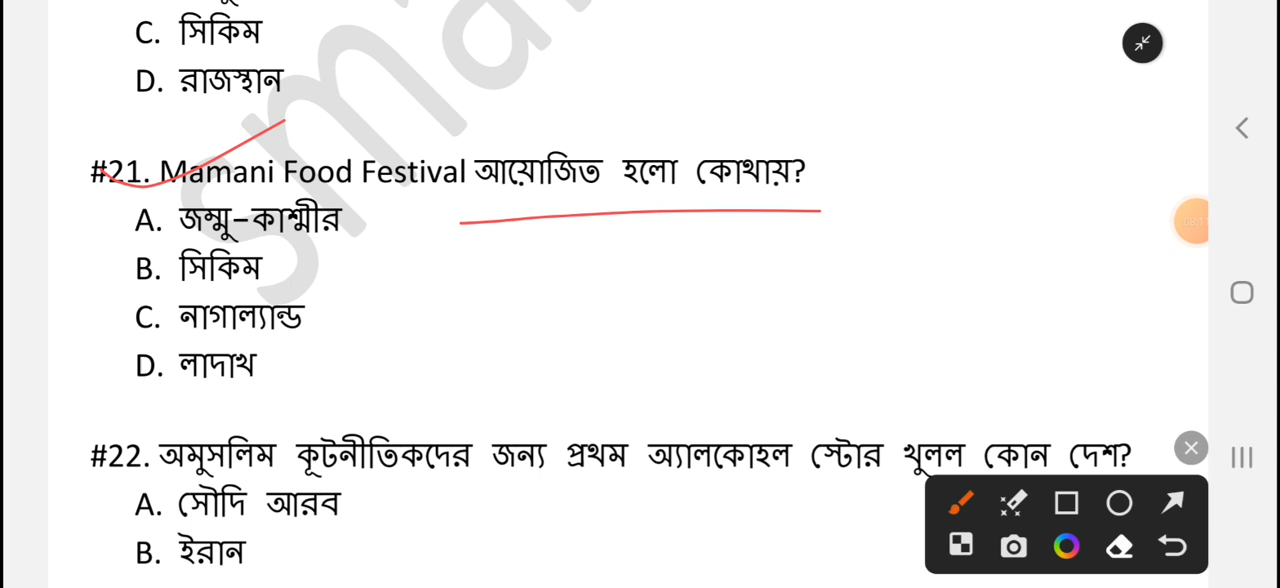 C. সিকিম
D. রাজস্থান
#21. Mamani Food Festival আয়োজিত হলো কোথায়?
A. জম্মু-কাশ্মীর
B. সিকিম
C. নাগাল্যান্ড
D. লাদাখ
#22. অমুসলিম কূটনীতিকদের জন্য প্রথম অ্যালকোহল স্টোর খুলল কোন দেশ?
A. সৌদি আরব
B. ইরান